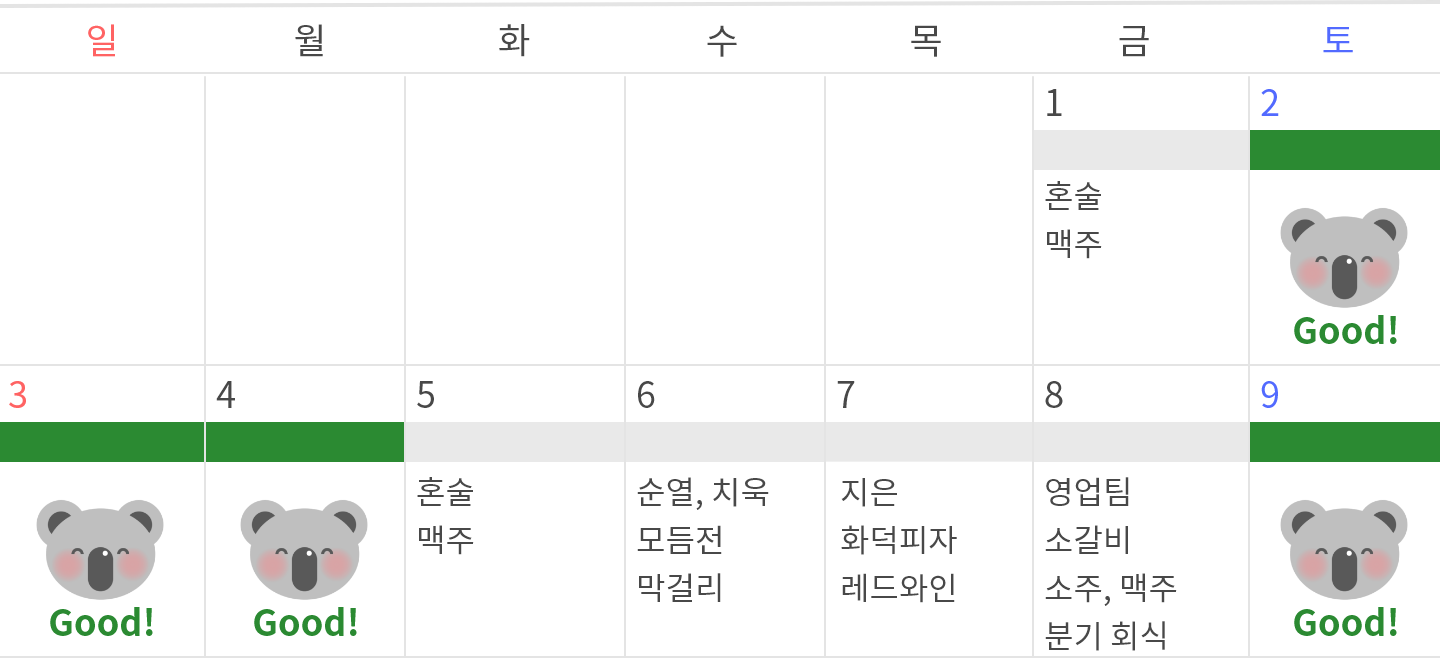 일 월 화 수 목 금 토
1
혼술
맥주
2
Good!
3
Good!
4
Good!
5
혼술
맥주
6
순열, 치욱
모듬전
막걸리
7
지은
화덕피자
레드와인
8
영업팀
소갈비
소주, 맥주
분기 회식
9
Good!